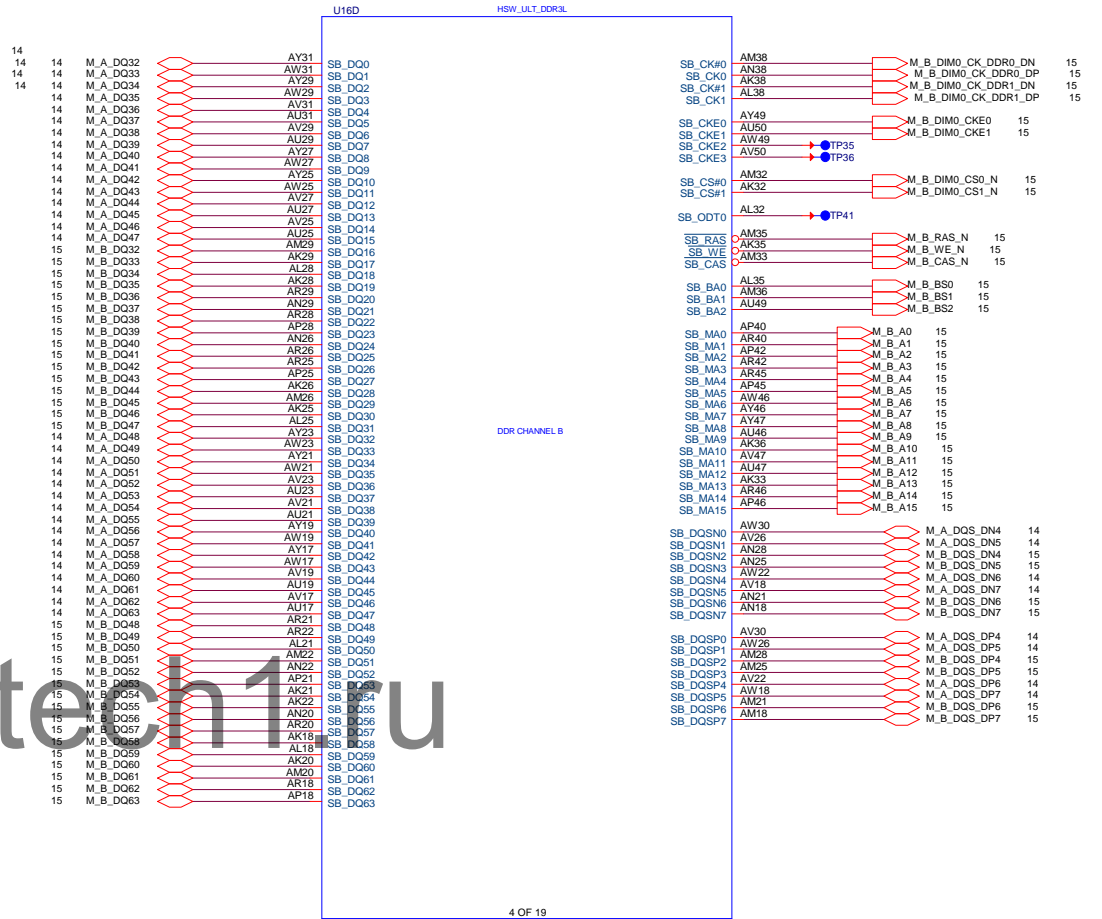 U16D
HSW_ULT_DDR3L
14
14 14 M_A_DQ32 AY31 SB_DQ0
14 14 M_A_DQ33 AW31 SB_DQ1
14 14 M_A_DQ34 AY29 SB_DQ2
14 M_A_DQ35 AW29 SB_DQ3
14 M_A_DQ36 AV31 SB_DQ4
14 M_A_DQ37 AU31 SB_DQ5
14 M_A_DQ38 AV29 SB_DQ6
14 M_A_DQ39 AU29 SB_DQ7
14 M_A_DQ40 AY27 SB_DQ8
14 M_A_DQ41 AW27 SB_DQ9
14 M_A_DQ42 AY25 SB_DQ10
14 M_A_DQ43 AW25 SB_DQ11
14 M_A_DQ44 AV27 SB_DQ12
14 M_A_DQ45 AU27 SB_DQ13
14 M_A_DQ46 AV25 SB_DQ14
14 M_A_DQ47 AU25 SB_DQ15
15 M_B_DQ32 AM29 SB_DQ16
15 M_B_DQ33 AK29 SB_DQ17
15 M_B_DQ34 AL28 SB_DQ18
15 M_B_DQ35 AK28 SB_DQ19
15 M_B_DQ36 AR29 SB_DQ20
15 M_B_DQ37 AN29 SB_DQ21
15 M_B_DQ38 AR28 SB_DQ22
15 M_B_DQ39 AP28 SB_DQ23
15 M_B_DQ40 AN26 SB_DQ24
15 M_B_DQ41 AR26 SB_DQ25
15 M_B_DQ42 AR25 SB_DQ26
15 M_B_DQ43 AP25 SB_DQ27
15 M_B_DQ44 AK26 SB_DQ28
15 M_B_DQ45 AM26 SB_DQ29
15 M_B_DQ46 AK25 SB_DQ30
15 M_B_DQ47 AL25 SB_DQ31
14 M_A_DQ48 AY23 SB_DQ32
14 M_A_DQ49 AW23 SB_DQ33
14 M_A_DQ50 AY21 SB_DQ34
14 M_A_DQ51 AW21 SB_DQ35
14 M_A_DQ52 AV23 SB_DQ36
14 M_A_DQ53 AU23 SB_DQ37
14 M_A_DQ54 AV21 SB_DQ38
14 M_A_DQ55 AU21 SB_DQ39
14 M_A_DQ56 AY19 SB_DQ40
14 M_A_DQ57 AW19 SB_DQ41
14 M_A_DQ58 AY17 SB_DQ42
14 M_A_DQ59 AW17 SB_DQ43
14 M_A_DQ60 AV19 SB_DQ44
14 M_A_DQ61 AU19 SB_DQ45
14 M_A_DQ62 AV17 SB_DQ46
14 M_A_DQ63 AU17 SB_DQ47
15 M_B_DQ48 AR21 SB_DQ48
15 M_B_DQ49 AR22 SB_DQ49
15 M_B_DQ50 AL21 SB_DQ50
15 M_B_DQ51 AM22 SB_DQ51
15 M_B_DQ52 AN22 SB_DQ52
15 M_B_DQ53 AP21 SB_DQ53
15 M_B_DQ54 AK21 SB_DQ54
15 M_B_DQ55 AK22 SB_DQ55
15 M_B_DQ56 AN20 SB_DQ56
15 M_B_DQ57 AR20 SB_DQ57
15 M_B_DQ58 AK18 SB_DQ58
15 M_B_DQ59 AL18 SB_DQ59
15 M_B_DQ60 AK20 SB_DQ60
15 M_B_DQ61 AM20 SB_DQ61
15 M_B_DQ62 AR18 SB_DQ62
15 M_B_DQ63 AP18 SB_DQ63
tech1.ru
DDR CHANNEL B
SB_CK#0 AM38 M_B_DIM0_CK_DDR0_DN 15
SB_CK0 AN38 M_B_DIM0_CK_DDR0_DP 15
SB_CK#1 AK38 M_B_DIM0_CK_DDR1_DN 15
SB_CK1 AL38 M_B_DIM0_CK_DDR1_DP 15
SB_CKE0 AY49 M_B_DIM0_CKE0 15
SB_CKE1 AU50 M_B_DIM0_CKE1 15
SB_CKE2 AW49 TP35
SB_CKE3 AV50 TP36
SB_CS#0 AM32 M_B_DIM0_CS0_N 15
SB_CS#1 AK32 M_B_DIM0_CS1_N 15
SB_ODT0 AL32 TP41
SB_RAS AM35 M_B_RAS_N 15
SB_WE AK35 M_B_WE_N 15
SB_CAS AM33 M_B_CAS_N 15
SB_BA0 AL35 M_B_BS0 15
SB_BA1 AM36 M_B_BS1 15
SB_BA2 AU49 M_B_BS2 15
SB_MA0 AP40 M_B_A0 15
SB_MA1 AR40 M_B_A1 15
SB_MA2 AP42 M_B_A2 15
SB_MA3 AR42 M_B_A3 15
SB_MA4 AR45 M_B_A4 15
SB_MA5 AP45 M_B_A5 15
SB_MA6 AW46 M_B_A6 15
SB_MA7 AY46 M_B_A7 15
SB_MA8 AY47 M_B_A8 15
SB_MA9 AU46 M_B_A9 15
SB_MA10 AK36 M_B_A10 15
SB_MA11 AV47 M_B_A11 15
SB_MA12 AU47 M_B_A12 15
SB_MA13 AK33 M_B_A13 15
SB_MA14 AR46 M_B_A14 15
SB_MA15 AP46 M_B_A15 15
SB_DQSN0 AW30 M_A_DQS_DN4 14
SB_DQSN1 AV26 M_A_DQS_DN5 14
SB_DQSN2 AN28 M_B_DQS_DN4 15
SB_DQSN3 AN25 M_B_DQS_DN5 15
SB_DQSN4 AW22 M_A_DQS_DN6 14
SB_DQSN5 AV18 M_A_DQS_DN7 14
SB_DQSN6 AN21 M_B_DQS_DN6 15
SB_DQSN7 AN18 M_B_DQS_DN7 15
SB_DQSP0 AV30 M_A_DQS_DP4 14
SB_DQSP1 AW26 M_A_DQS_DP5 14
SB_DQSP2 AM28 M_B_DQS_DP4 15
SB_DQSP3 AM25 M_B_DQS_DP5 15
SB_DQSP4 AV22 M_A_DQS_DP6 14
SB_DQSP5 AW18 M_A_DQS_DP7 14
SB_DQSP6 AM21 M_B_DQS_DP6 15
SB_DQSP7 AM18 M_B_DQS_DP7 15
4 OF 19